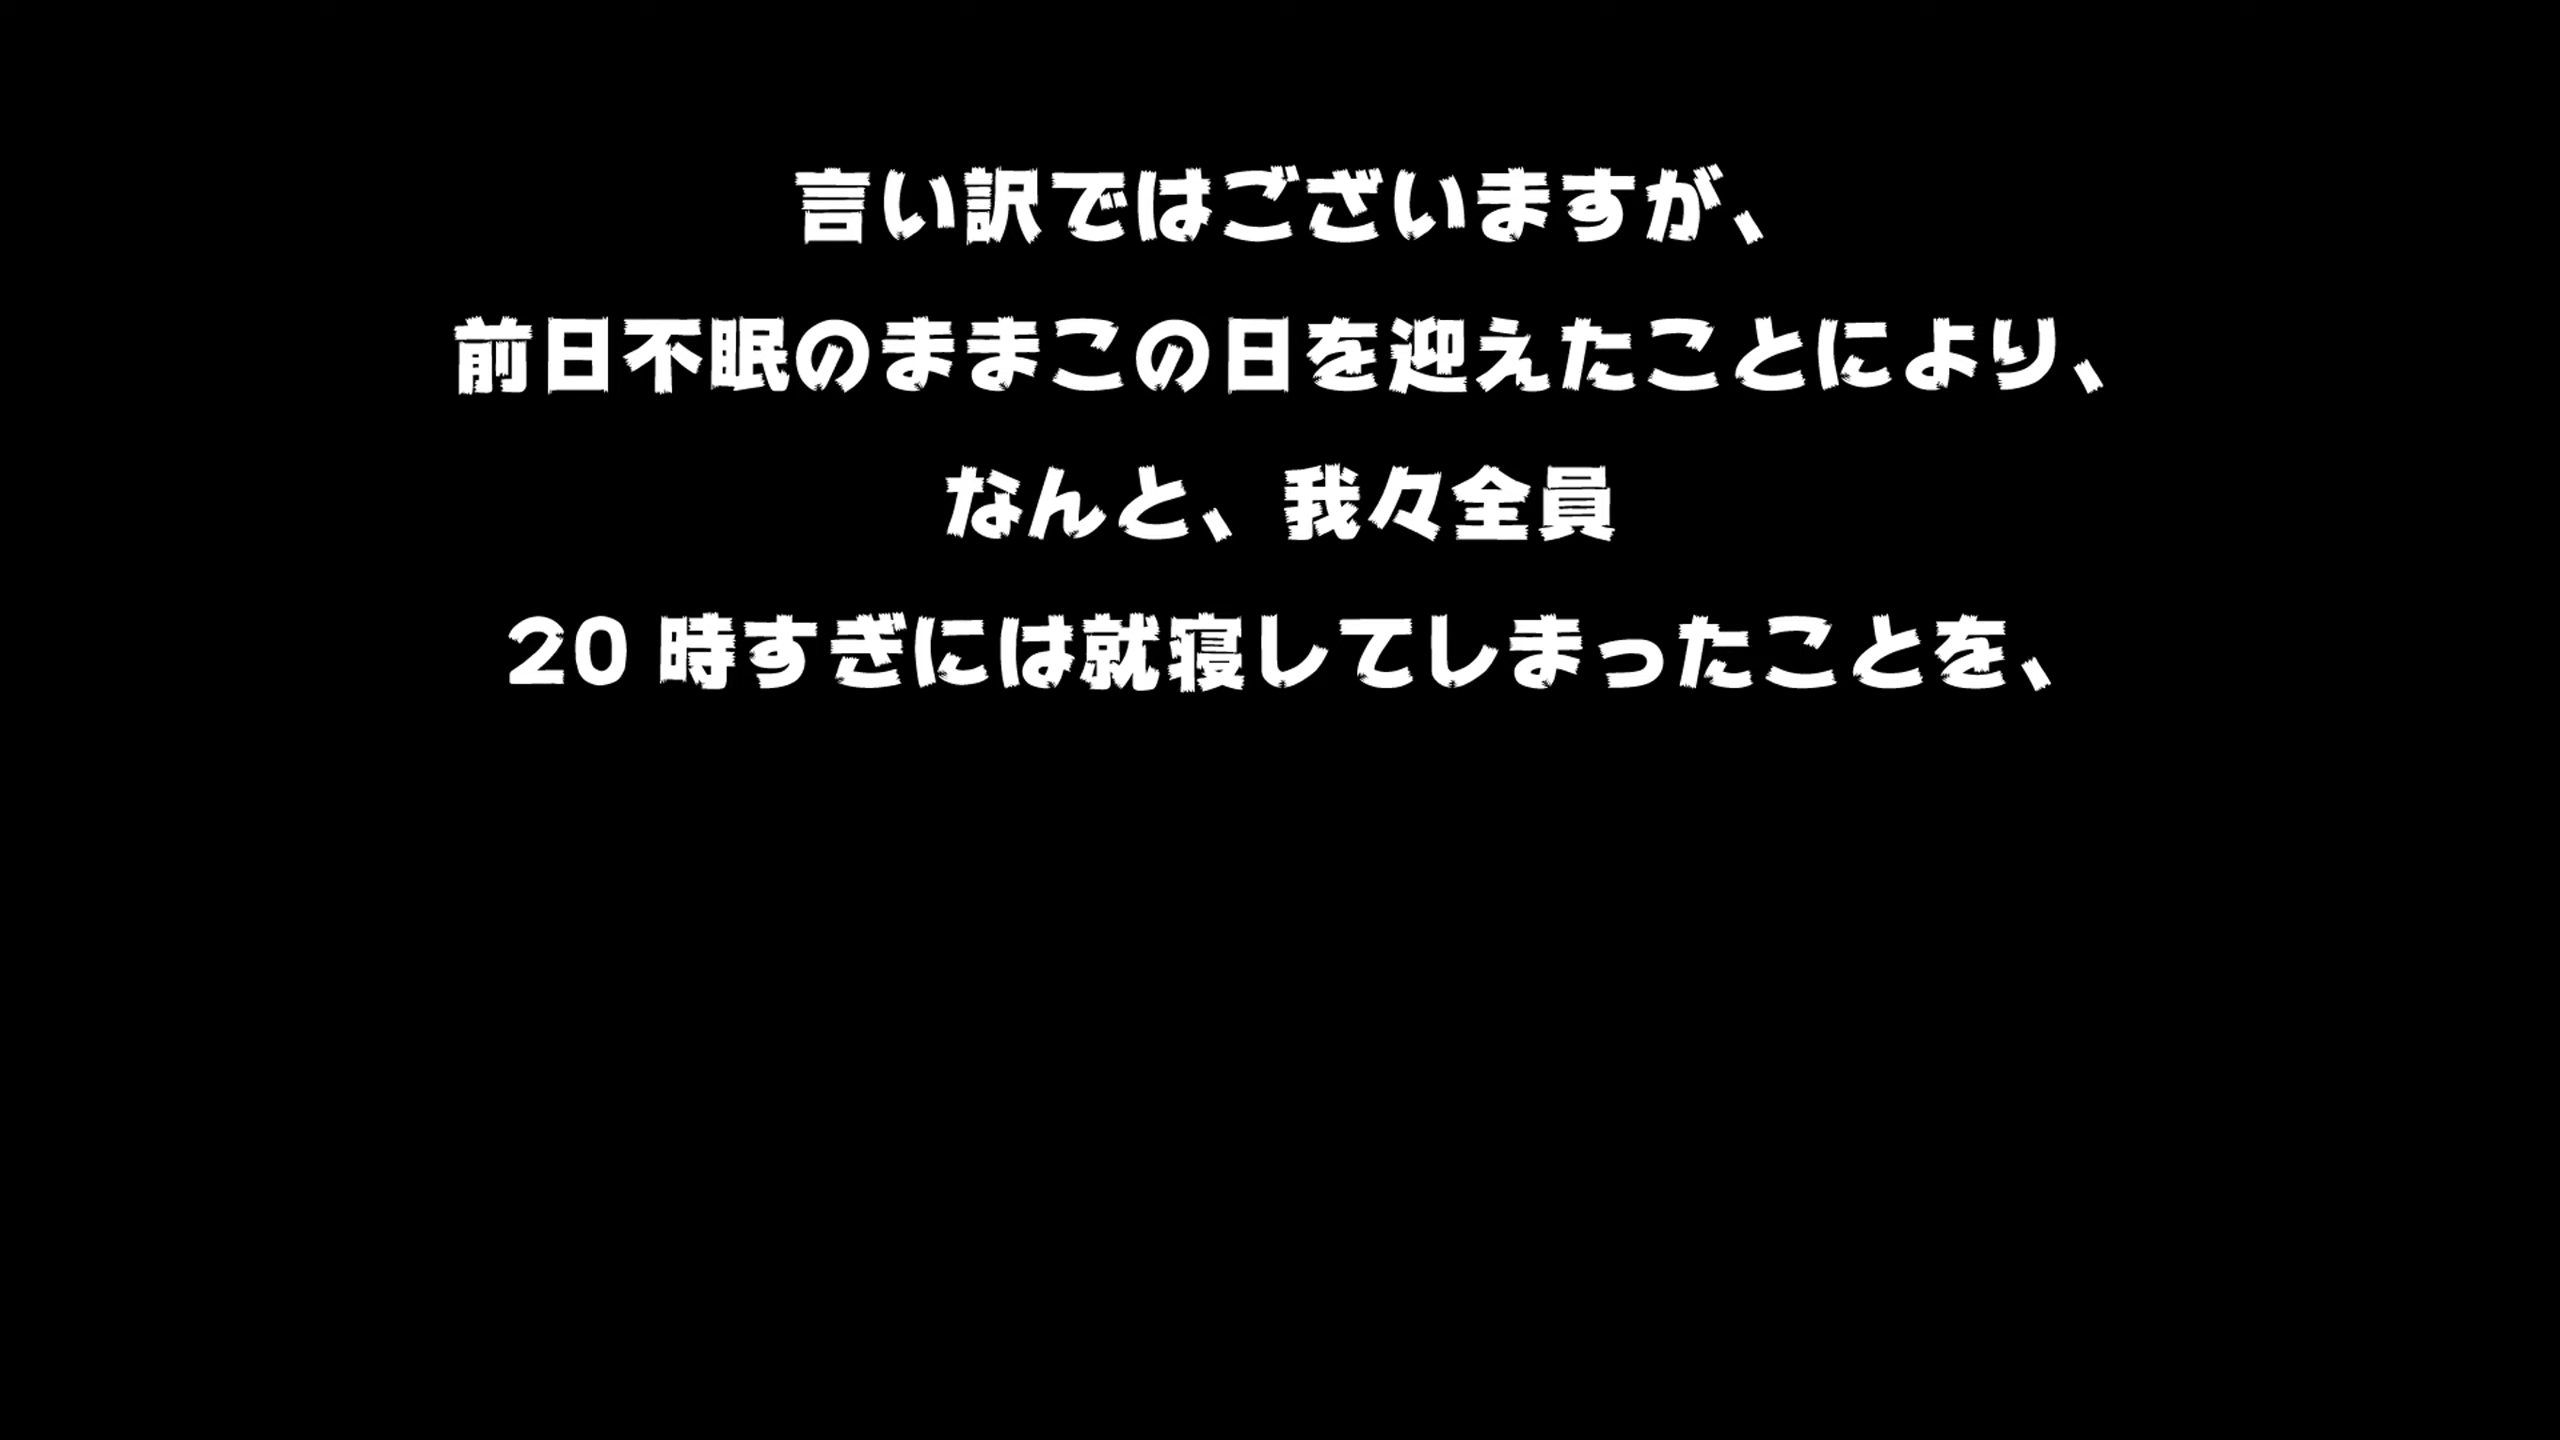 言い訳ではございますが、
前日不眠のままこの日を迎えたことにより、
なんと、我々全員
20 時すぎには就寝してしまったことを、